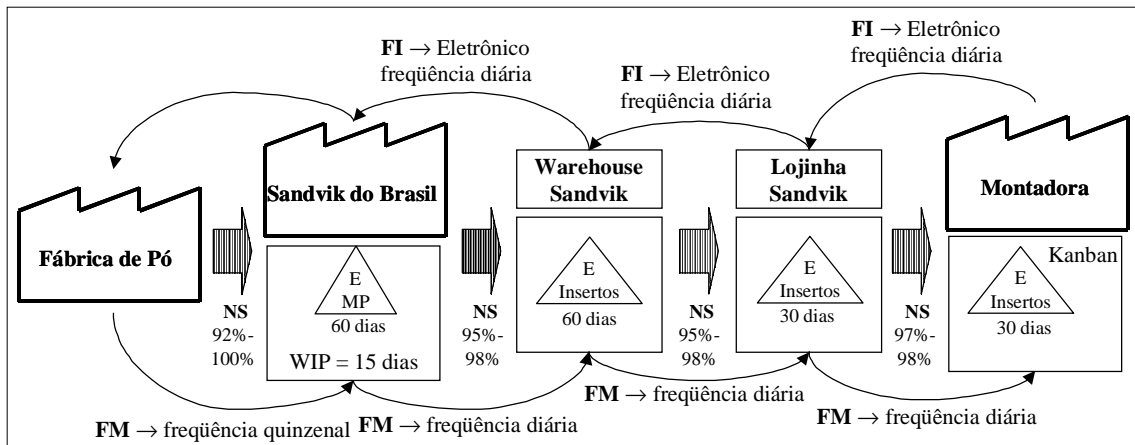 FI → Eletrônico
freqüência diária
FI → Eletrônico
freqüência diária
FI → Eletrônico
freqüência diária
Fábrica de Pó
Sandvik do Brasil
Warehouse
Sandvik
Lojinha
Sandvik
Montadora
NS
92%-
100%
E
MP
60 dias
WIP = 15 dias
NS
95%-
98%
E
Insertos
60 dias
NS
95%-
98%
E
Insertos
30 dias
NS
97%-
98%
Kanban
E
Insertos
30 dias
FM → freqüência quinzenal
FM → freqüência diária
FM → freqüência diária
FM → freqüência diária